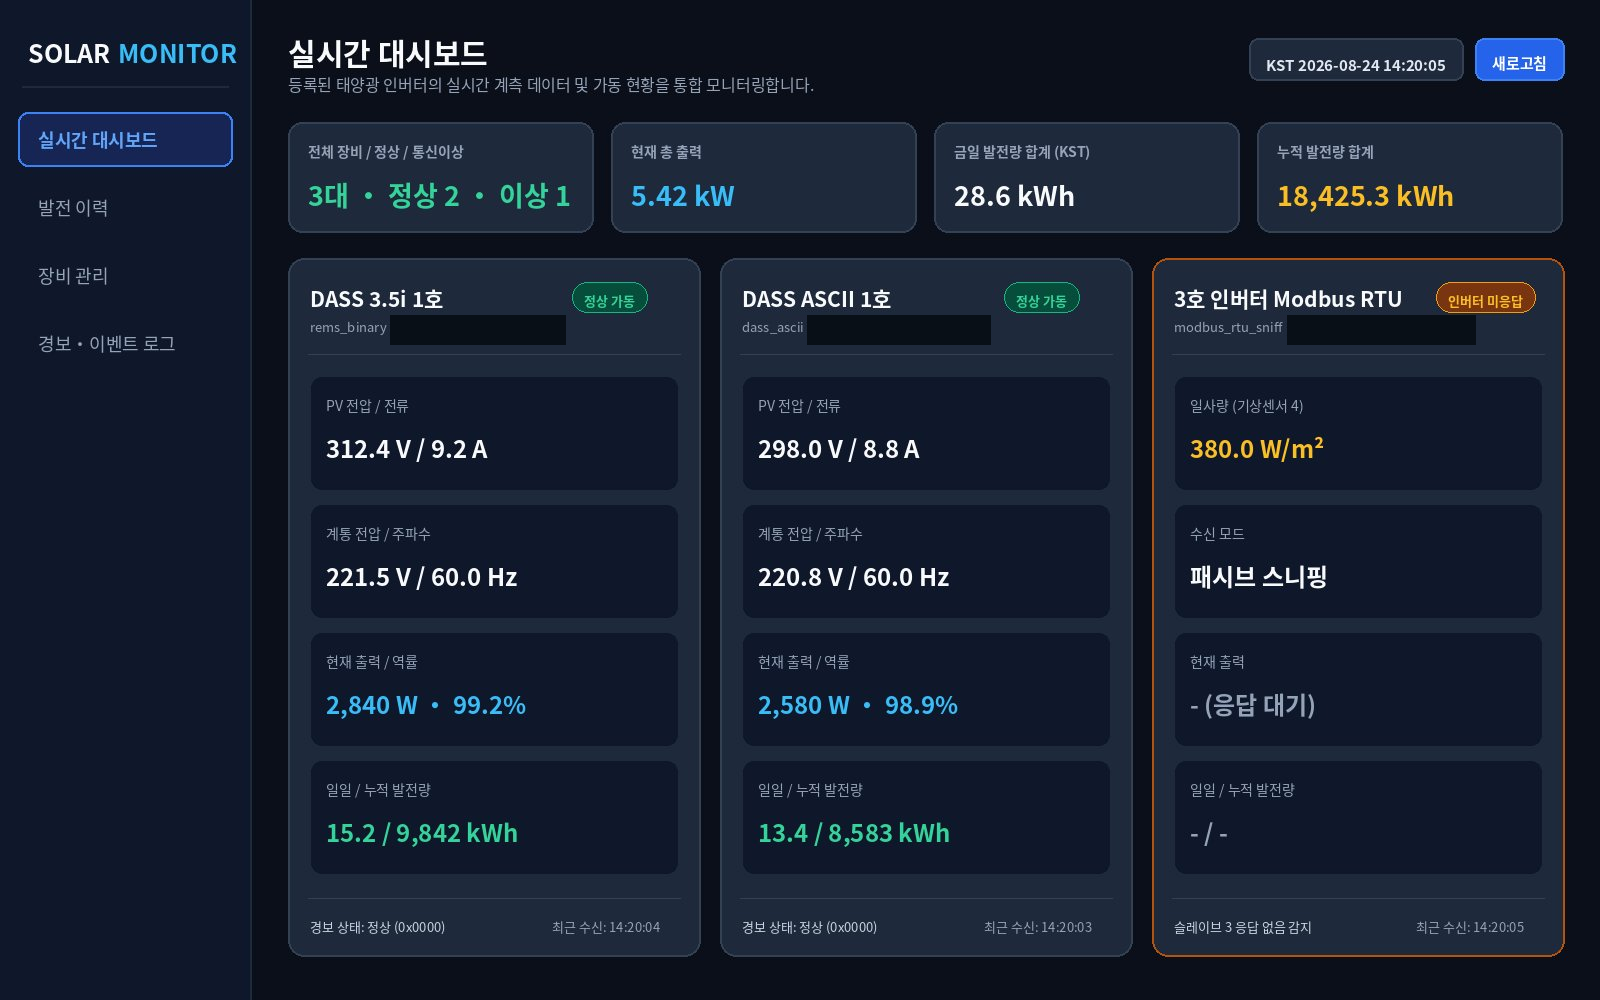 SOLAR MONITOR
실시간 대시보드
발전 이력
장비 관리
경보・이벤트 로그
실시간 대시보드
등록된 태양광 인버터의 실시간 계측 데이터 및 가동 현황을 통합 모니터링합니다.
KST 2026-08-24 14:20:05
새로고침
전체 장비 / 정상 / 통신이상
3대 ・ 정상 2 ・ 이상 1
현재 총 출력
5.42 kW
금일 발전량 합계 (KST)
28.6 kWh
누적 발전량 합계
18,425.3 kWh
DASS 3.5i 1호
정상 가동
rems_binary
PV 전압 / 전류
312.4 V / 9.2 A
계통 전압 / 주파수
221.5 V / 60.0 Hz
현재 출력 / 역률
2,840 W ・ 99.2%
일일 / 누적 발전량
15.2 / 9,842 kWh
경보 상태: 정상 (0x0000)
최근 수신: 14:20:04
DASS ASCII 1호
정상 가동
dass_ascii
PV 전압 / 전류
298.0 V / 8.8 A
계통 전압 / 주파수
220.8 V / 60.0 Hz
현재 출력 / 역률
2,580 W ・ 98.9%
일일 / 누적 발전량
13.4 / 8,583 kWh
경보 상태: 정상 (0x0000)
최근 수신: 14:20:03
3호 인버터 Modbus RTU
인버터 미응답
modbus_rtu_sniff
일사량 (기상센서 4)
380.0 W/m²
수신 모드
패시브 스니핑
현재 출력
- (응답 대기)
일일 / 누적 발전량
- / -
슬레이브 3 응답 없음 감지
최근 수신: 14:20:05